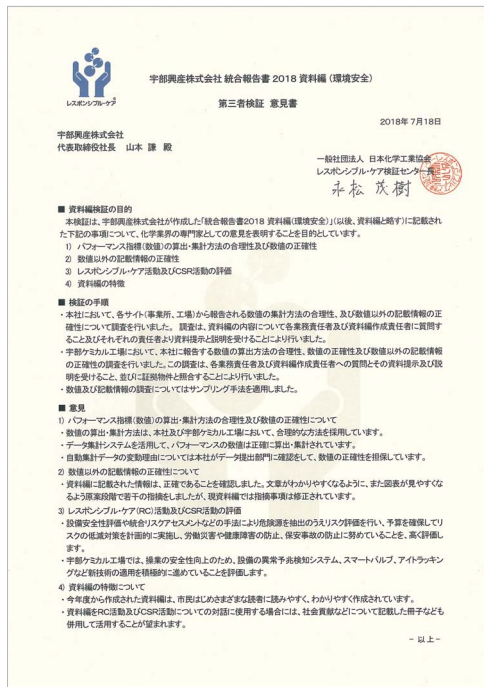 レスポンシブル・ケア
宇部興産株式会社 統合報告書 2018 資料編 (環境安全)
第三者検証 意見書
2018年 7月18日
宇部興産株式会社
代表取締役社長 山本 謙 殿
一般社団法人 日本化学工業協会
レスポンシブル・ケア検証センター長
永松 茂樹
■ 資料編検証の目的
本検証は、宇部興産株式会社が作成した「統合報告書2018 資料編(環境安全)」(以後、資料編と略す)に記載され
た下記の事項について、化学業界の専門家としての意見を表明することを目的としています。
1) パフォーマンス指標(数値)の算出・集計方法の合理性及び数値の正確性
2) 数値以外の記載情報の正確性
3) レスポンシブル・ケア活動及びCSR活動の評価
4) 資料編の特徴
■ 検証の手順
・本社において、各サイト(事業所、工場)から報告される数値の集計方法の合理性、及び数値以外の記載情報の正
確性について調査を行いました。 調査は、資料編の内容について各業務責任者及び資料編作成責任者に質問す
ること及びそれぞれの責任者より資料提示と説明を受けることにより行いました。
・宇部ケミカル工場において、本社に報告する数値の算出方法の合理性、数値の正確性及び数値以外の記載情報
の正確性の調査を行いました。この調査は、各業務責任者及び資料編作成責任者への質問とその資料提示及び説
明を受けること、並びに証拠物件と照合することにより行いました。
・数値及び記載情報の調査についてはサンプリング手法を適用しました。
■ 意見
1) パフォーマンス指標(数値)の算出・集計方法の合理性及び数値の正確性について
・数値の算出・集計方法は、本社及び宇部ケミカル工場において、合理的な方法を採用しています。
・データ集計システムを活用して、パフォーマンスの数値は正確に算出・集計されています。
・自動集計データの変動理由については本社がデータ提出部門に確認をして、数値の正確性を担保しています。
2) 数値以外の記載情報の正確性について
・資料編に記載された情報は、正確であることを確認しました。文章がわかりやすくなるように、また図表が見やすくな
るよう原案段階で若干の指摘をしましたが、現資料編では指摘事項は修正されています。
3) レスポンシブル・ケア(RC)活動及びCSR活動の評価
・設備安全性評価や統合リスクアセスメントなどの手法により危険源を抽出のうえリスク評価を行い、予算を確保してリ
スクの低減対策を計画的に実施し、労働災害や健康障害の防止、保安事故の防止に努めていることを、高く評価し
ます。
・宇部ケミカル工場では、操業の安全性向上のため、設備の異常予兆検知システム、スマートバルブ、アイトラッキン
グなど新技術の適用を積極的に進めていることを評価します。
4) 資料編の特徴について
・今年度から作成された資料編は、市民はじめさまざまな読者に読みやすく、わかりやすく作成されています。
・資料編をRC活動及びCSR活動についての対話に使用する場合には、社会貢献などについて記載した冊子なども
併用して活用することが望まれます。
- 以上 -